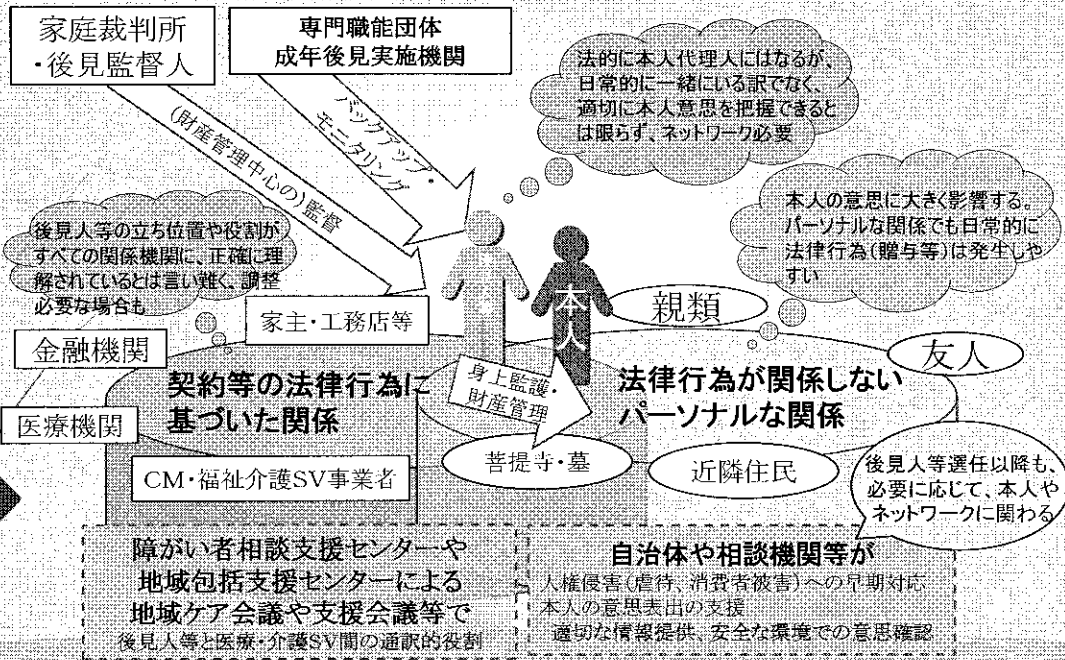 家庭裁判所
・後見監督人
専門職能団体
成年後見実施機関
(財産管理中心の)監督
バックアップ・
モニタリング
法的に本人代理人にはなるが、
日常的に一緒にいる訳でなく、
適切に本人意思を把握できると
は限らず、ネットワーク必要
本人の意思に大きく影響する。
パーソナルな関係でも日常的に
法律行為(贈与等)は発生しや
すい
後見人等の立ち位置や役割が
すべての関係機関に、正確に理
解されているとは言い難く、調整
必要な場合も
本人
家主・工務店等
親類
金融機関
友人
契約等の法律行為に
基づいた関係
身上監護・
財産管理
法律行為が関係しない
パーソナルな関係
医療機関
CM・福祉介護SV事業者
菩提寺・墓
近隣住民
後見人等選任以降も、
必要に応じて、本人や
ネットワークに関わる
障がい者相談支援センターや
地域包括支援センターによる
地域ケア会議や支援会議等で
後見人等と医療・介護SV間の通訳的役割
自治体や相談機関等が
人権侵害(虐待、消費者被害)への早期対応
本人の意思表出の支援
適切な情報提供、安全な環境での意思確認